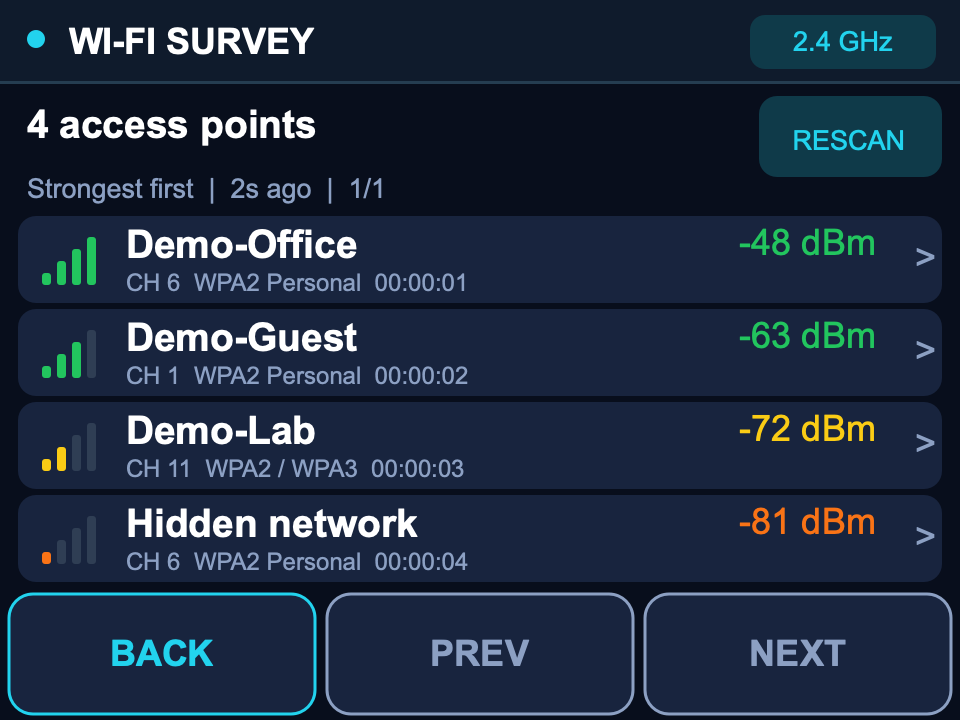 WI-FI SURVEY
2.4 GHz
4 access points
RESCAN
Strongest first | 2s ago | 1/1
Demo-Office
-48 dBm
>
CH 6 WPA2 Personal 00:00:01
Demo-Guest
-63 dBm
>
CH 1 WPA2 Personal 00:00:02
Demo-Lab
-72 dBm
>
CH 11 WPA2 / WPA3 00:00:03
Hidden network
-81 dBm
>
CH 6 WPA2 Personal 00:00:04
BACK
PREV
NEXT